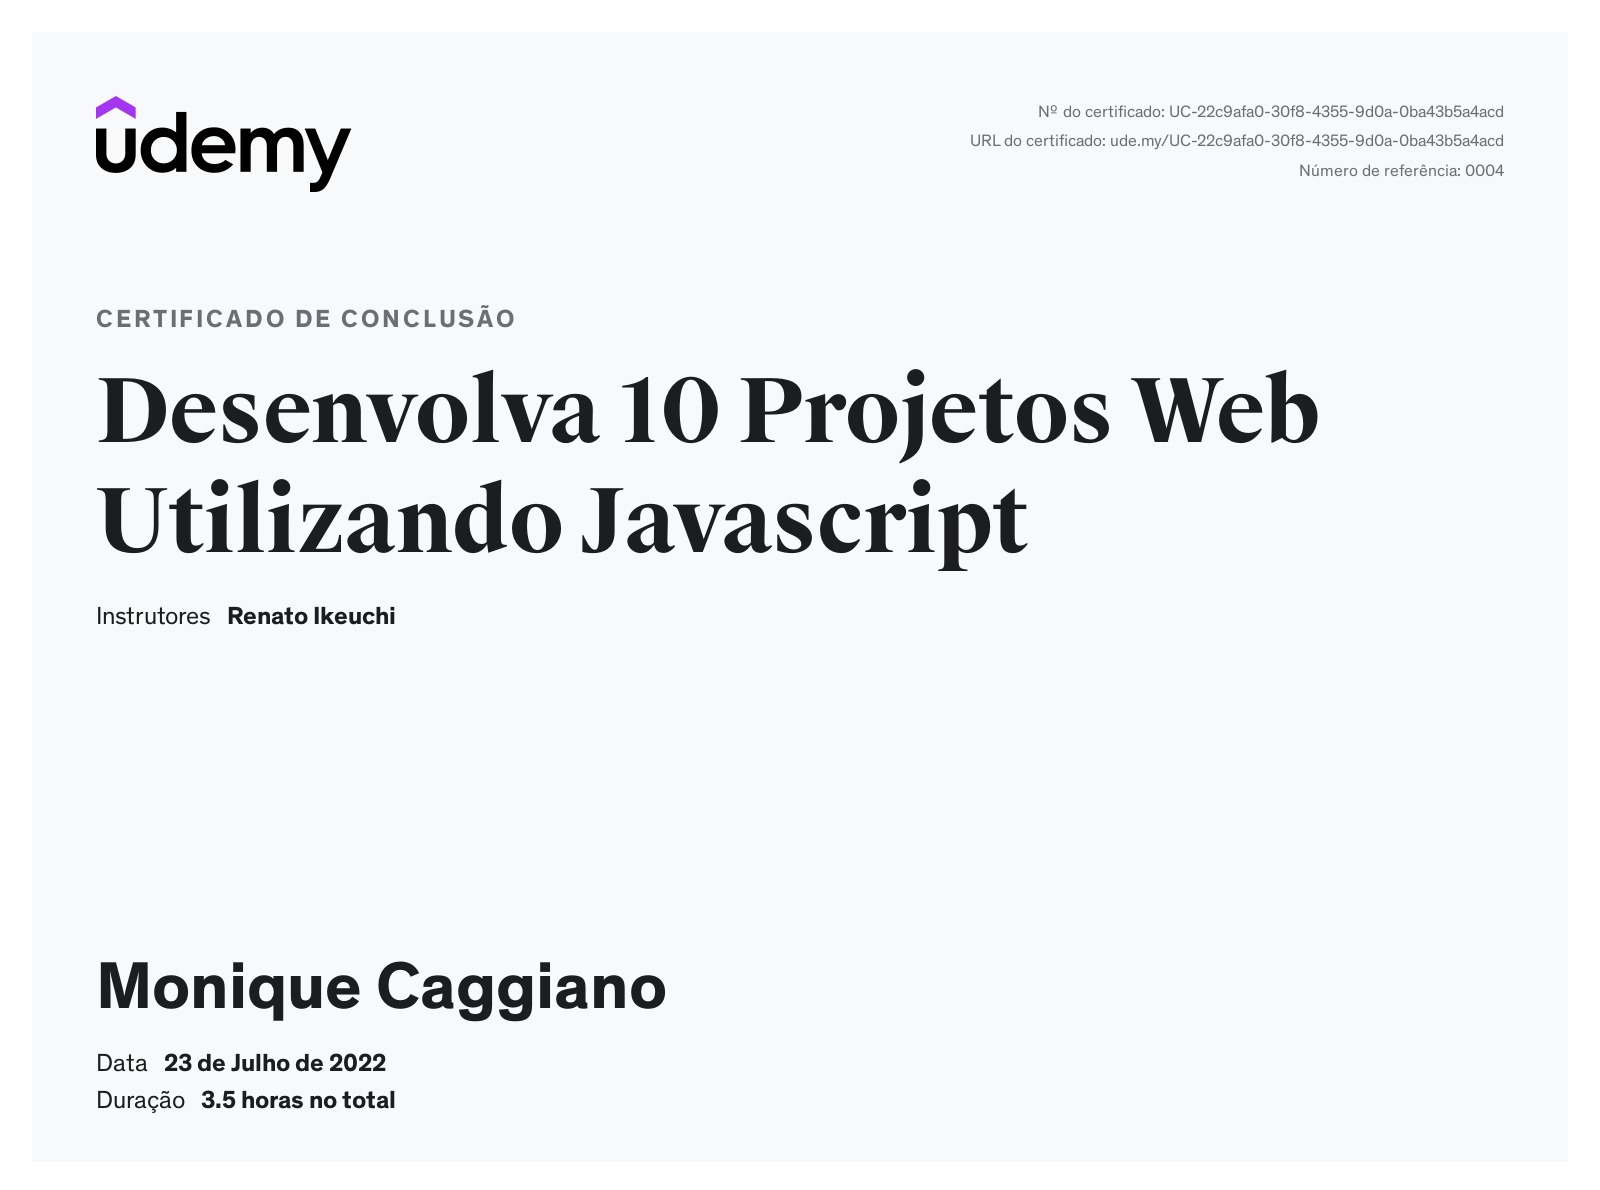 udemy
Nº do certificado: UC-22c9afa0-30f8-4355-9d0a-0ba43b5a4acd
URL do certificado: ude.my/UC-22c9afa0-30f8-4355-9d0a-0ba43b5a4acd
Número de referência: 0004
CERTIFICADO DE CONCLUSÃO
Desenvolva 10 Projetos Web
Utilizando Javascript
Instrutores Renato Ikeuchi
Monique Caggiano
Data 23 de Julho de 2022
Duração 3.5 horas no total